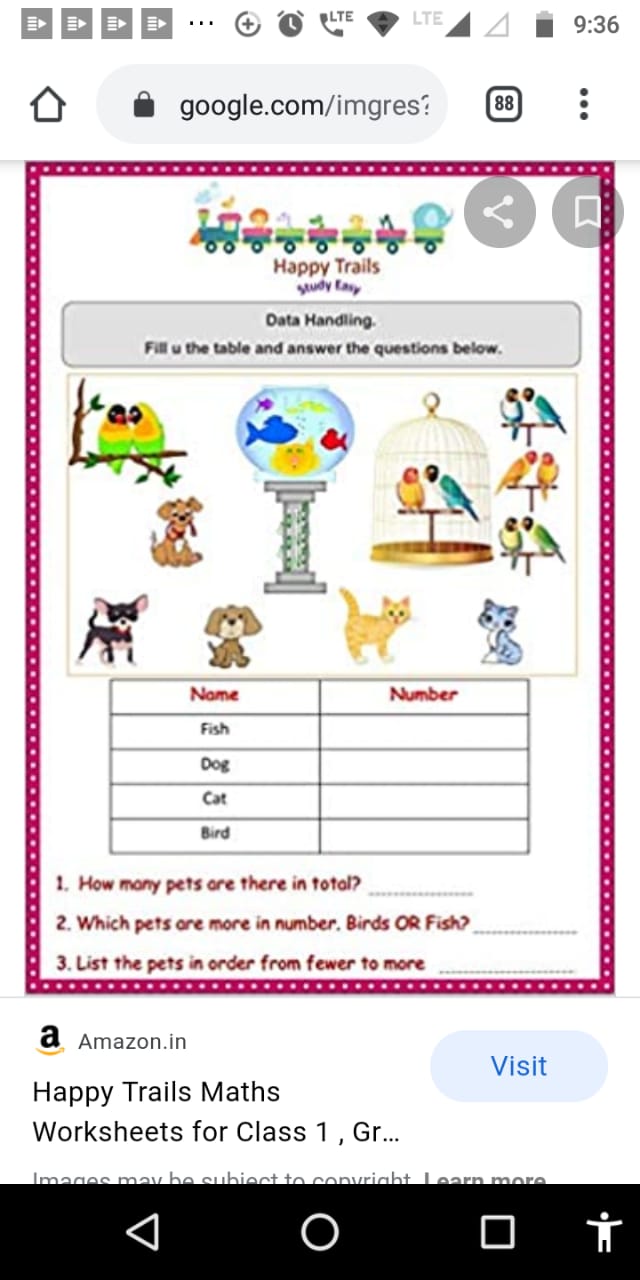 LTE LTE 9:36
google.com/imgres? 88
Happy Trails
Study Easy
Data Handling.
Fill u the table and answer the questions below.
Name Number
Fish
Dog
Cat
Bird
1. How many pets are there in total?
2. Which pets are more in number. Birds OR Fish?
3. List the pets in order from fewer to more
a Amazon.in
Visit
Happy Trails Maths
Worksheets for Class 1 , Gr...
Images may be subject to copyright. Learn more